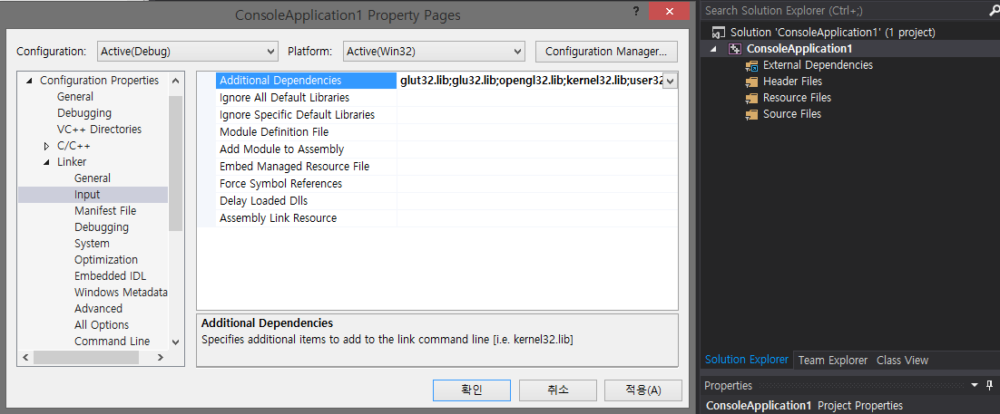 ConsoleApplication1 Property Pages
?
Configuration: Active(Debug) Platform: Active(Win32) Configuration Manager...
Configuration Properties
General
Debugging
VC++ Directories
C/C++
Linker
General
Input
Manifest File
Debugging
System
Optimization
Embedded IDL
Windows Metadata
Advanced
All Options
Command Line
Additional Dependencies glut32.lib;glu32.lib;opengl32.lib;kernel32.lib;user32
Ignore All Default Libraries
Ignore Specific Default Libraries
Module Definition File
Add Module to Assembly
Embed Managed Resource File
Force Symbol References
Delay Loaded Dlls
Assembly Link Resource
Additional Dependencies
Specifies additional items to add to the link command line [i.e. kernel32.lib]
확인 취소 적용(A)
Search Solution Explorer (Ctrl+;)
Solution 'ConsoleApplication1' (1 project)
ConsoleApplication1
External Dependencies
Header Files
Resource Files
Source Files
Solution Explorer Team Explorer Class View
Properties
ConsoleApplication1 Project Properties